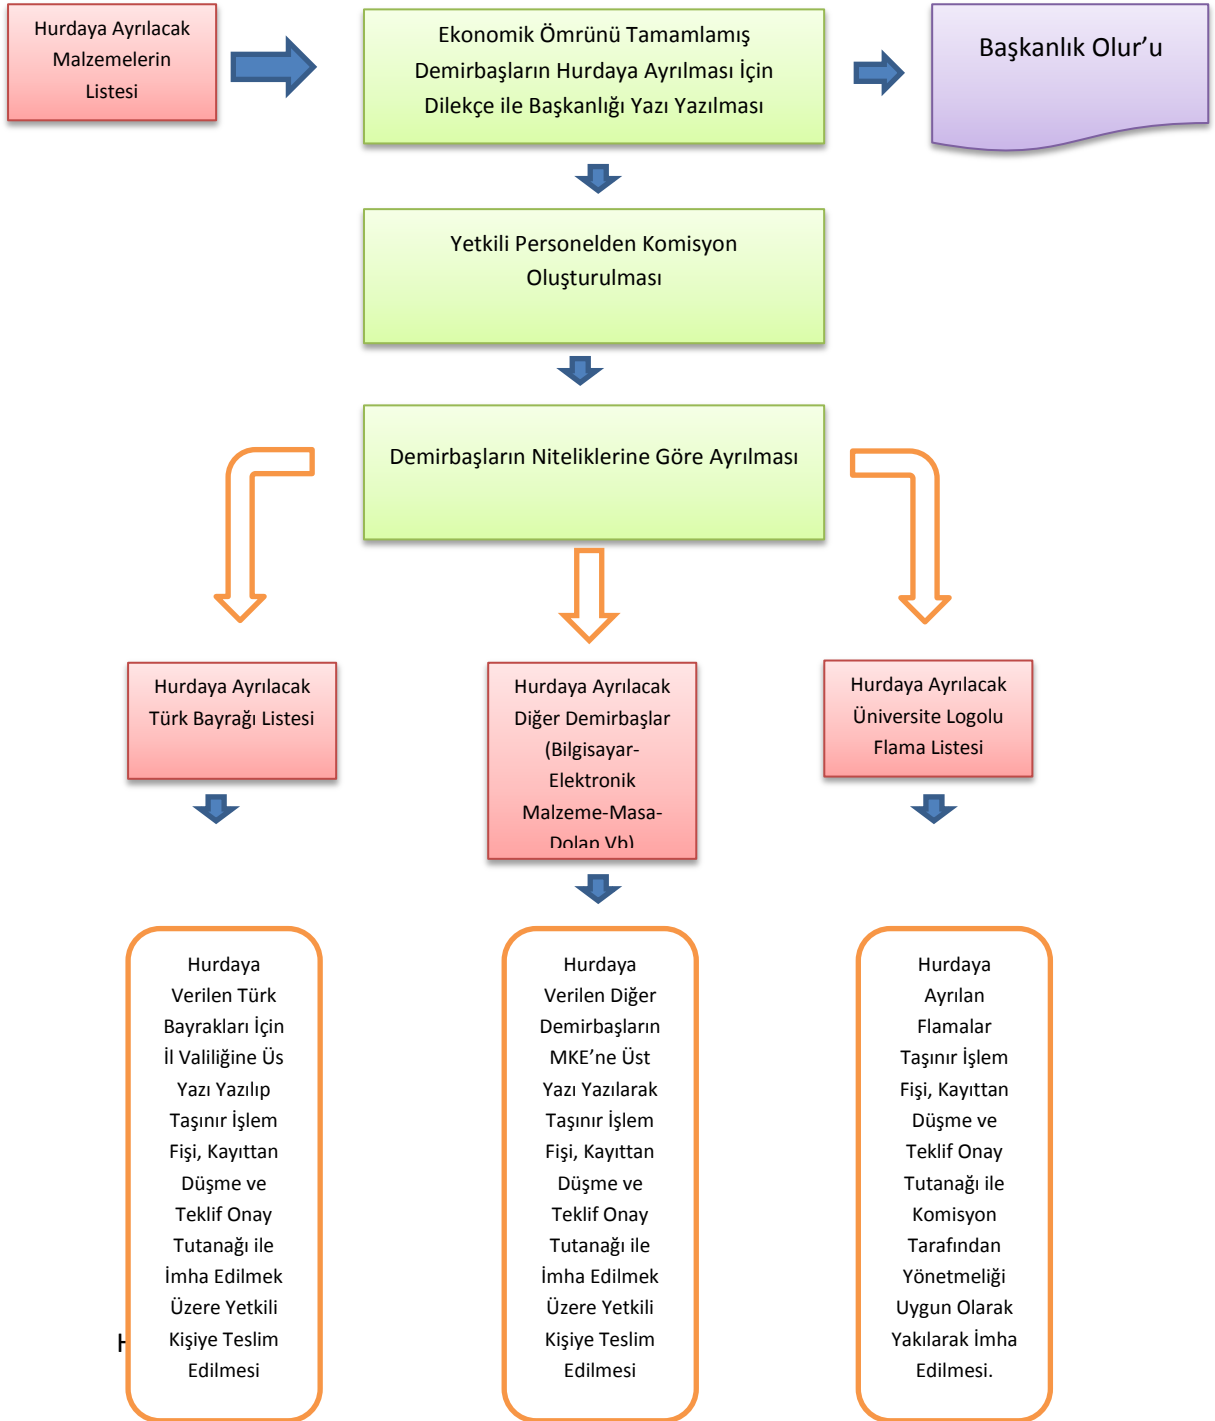 Hurdaya Ayrılacak
Malzemelerin
Listesi
Ekonomik Ömrünü Tamamlamış
Demirbaşların Hurdaya Ayrılması İçin
Dilekçe ile Başkanlığı Yazı Yazılması
Başkanlık Olur’u
Yetkili Personelden Komisyon
Oluşturulması
Demirbaşların Niteliklerine Göre Ayrılması
Hurdaya Ayrılacak
Türk Bayrağı Listesi
Hurdaya Ayrılacak
Diğer Demirbaşlar
(Bilgisayar-
Elektronik
Malzeme-Masa-
Dolap Vb)
Hurdaya Ayrılacak
Üniversite Logolu
Flama Listesi
Hurdaya
Verilen Türk
Bayrakları İçin
İl Valiliğine Üs
Yazı Yazılıp
Taşınır İşlem
Fişi, Kayıttan
Düşme ve
Teklif Onay
Tutanağı ile
İmha Edilmek
Üzere Yetkili
Kişiye Teslim
Edilmesi
Hurdaya
Verilen Diğer
Demirbaşların
MKE’ne Üst
Yazı Yazılarak
Taşınır İşlem
Fişi, Kayıttan
Düşme ve
Teklif Onay
Tutanağı ile
İmha Edilmek
Üzere Yetkili
Kişiye Teslim
Edilmesi
Hurdaya
Ayrılan
Flamalar
Taşınır İşlem
Fişi, Kayıttan
Düşme ve
Teklif Onay
Tutanağı ile
Komisyon
Tarafından
Yönetmeliği
Uygun Olarak
Yakılarak İmha
Edilmesi.